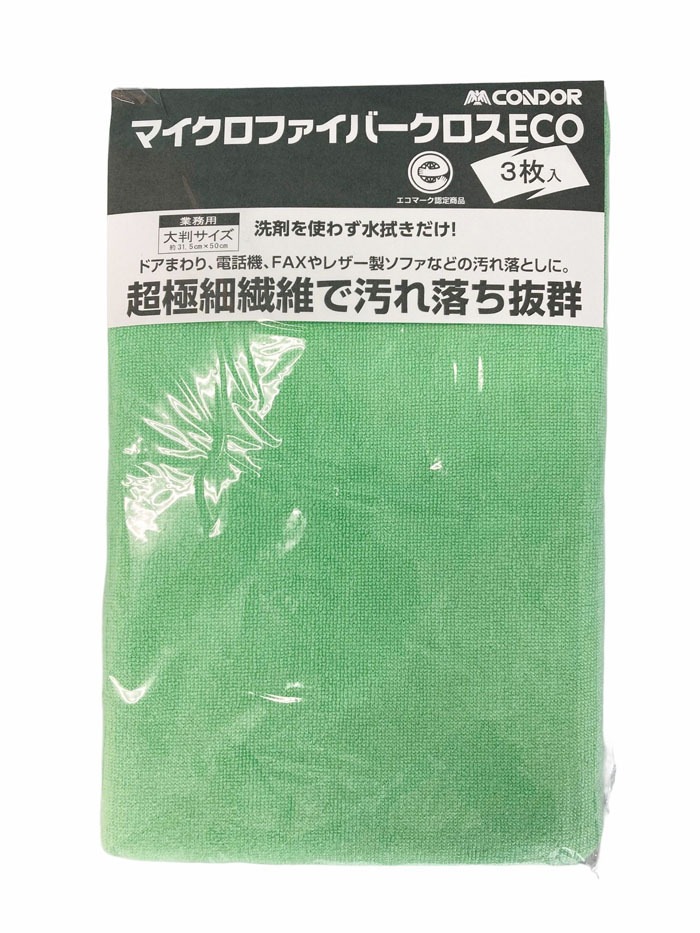 CONDOR
マイクロファイバークロスECO
3枚入
エコマーク認定商品
業務用
大判サイズ
約31.5cm×50cm
洗剤を使わず水拭きだけ!
ドアまわり、電話機、FAXやレザー製ソファなどの汚れ落としに。
超極細繊維で汚れ落ち抜群